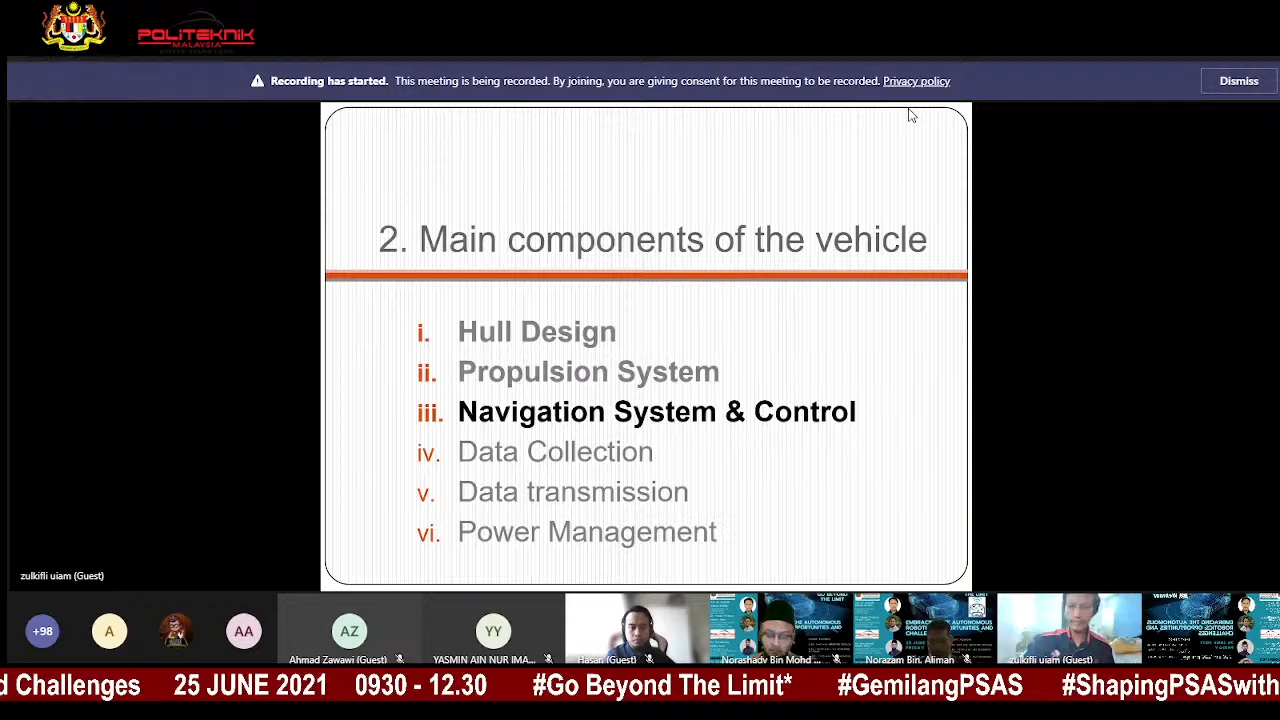 POLITEKNIK
MALAYSIA
Recording has started. This meeting is being recorded. By joining, you are giving consent for this meeting to be recorded. Privacy policy
Dismiss
2. Main components of the vehicle
i. Hull Design
ii. Propulsion System
iii. Navigation System & Control
iv. Data Collection
v. Data transmission
vi. Power Management
zulkifli uiam (Guest)
+98
A
AA
AZ
YY
Ahmad Zawawi (Guest)
Hasan (Guest)
Norashady Bin Mohd ...
Norazam Bin. Aliman
zulkifli uiam (Guest)
d Challenges 25 JUNE 2021 0930 - 12.30 #Go Beyond The Limit* #GemilangPSAS #ShapingPSASwith